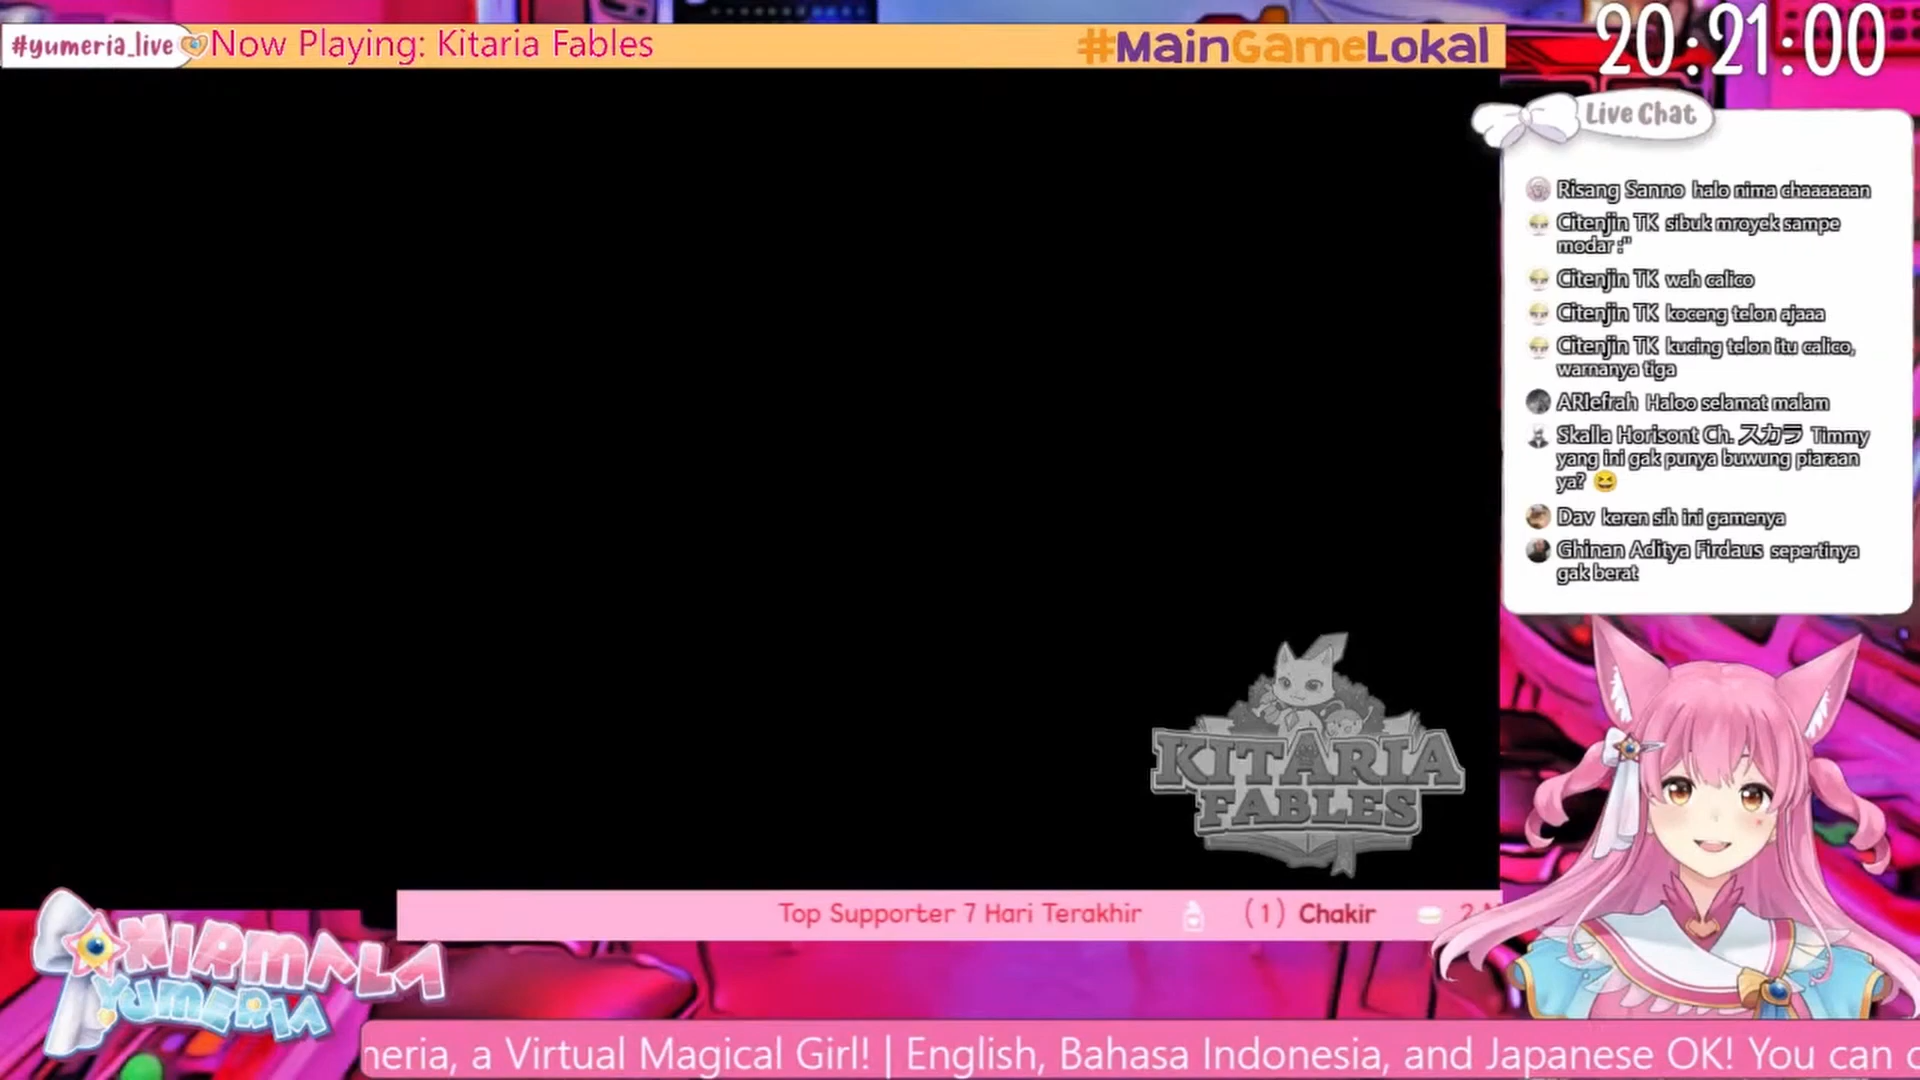 #yumeria_live
Now Playing: Kitaria Fables
#MainGameLokal
20:21:00
Live Chat
Risang Sanno halo nima chaaaaaan
Citenjin TK sibuk mroyek sampe
modar :"
Citenjin TK wah calico
Citenjin TK koceng telon ajaaa
Citenjin TK kucing telon itu calico,
warnanya tiga
ARlefrah Haloo selamat malam
Skalla Horisont Ch. スカラ Timmy
yang ini gak punya buwung piaraan
ya? 😆
Dav keren sih ini gamenya
Ghinan Aditya Firdaus sepertinya
gak berat
KITARIA
FABLES
Top Supporter 7 Hari Terakhir (1) Chakir
NIRMALA
YUMERIA
neria, a Virtual Magical Girl! | English, Bahasa Indonesia, and Japanese OK! You can